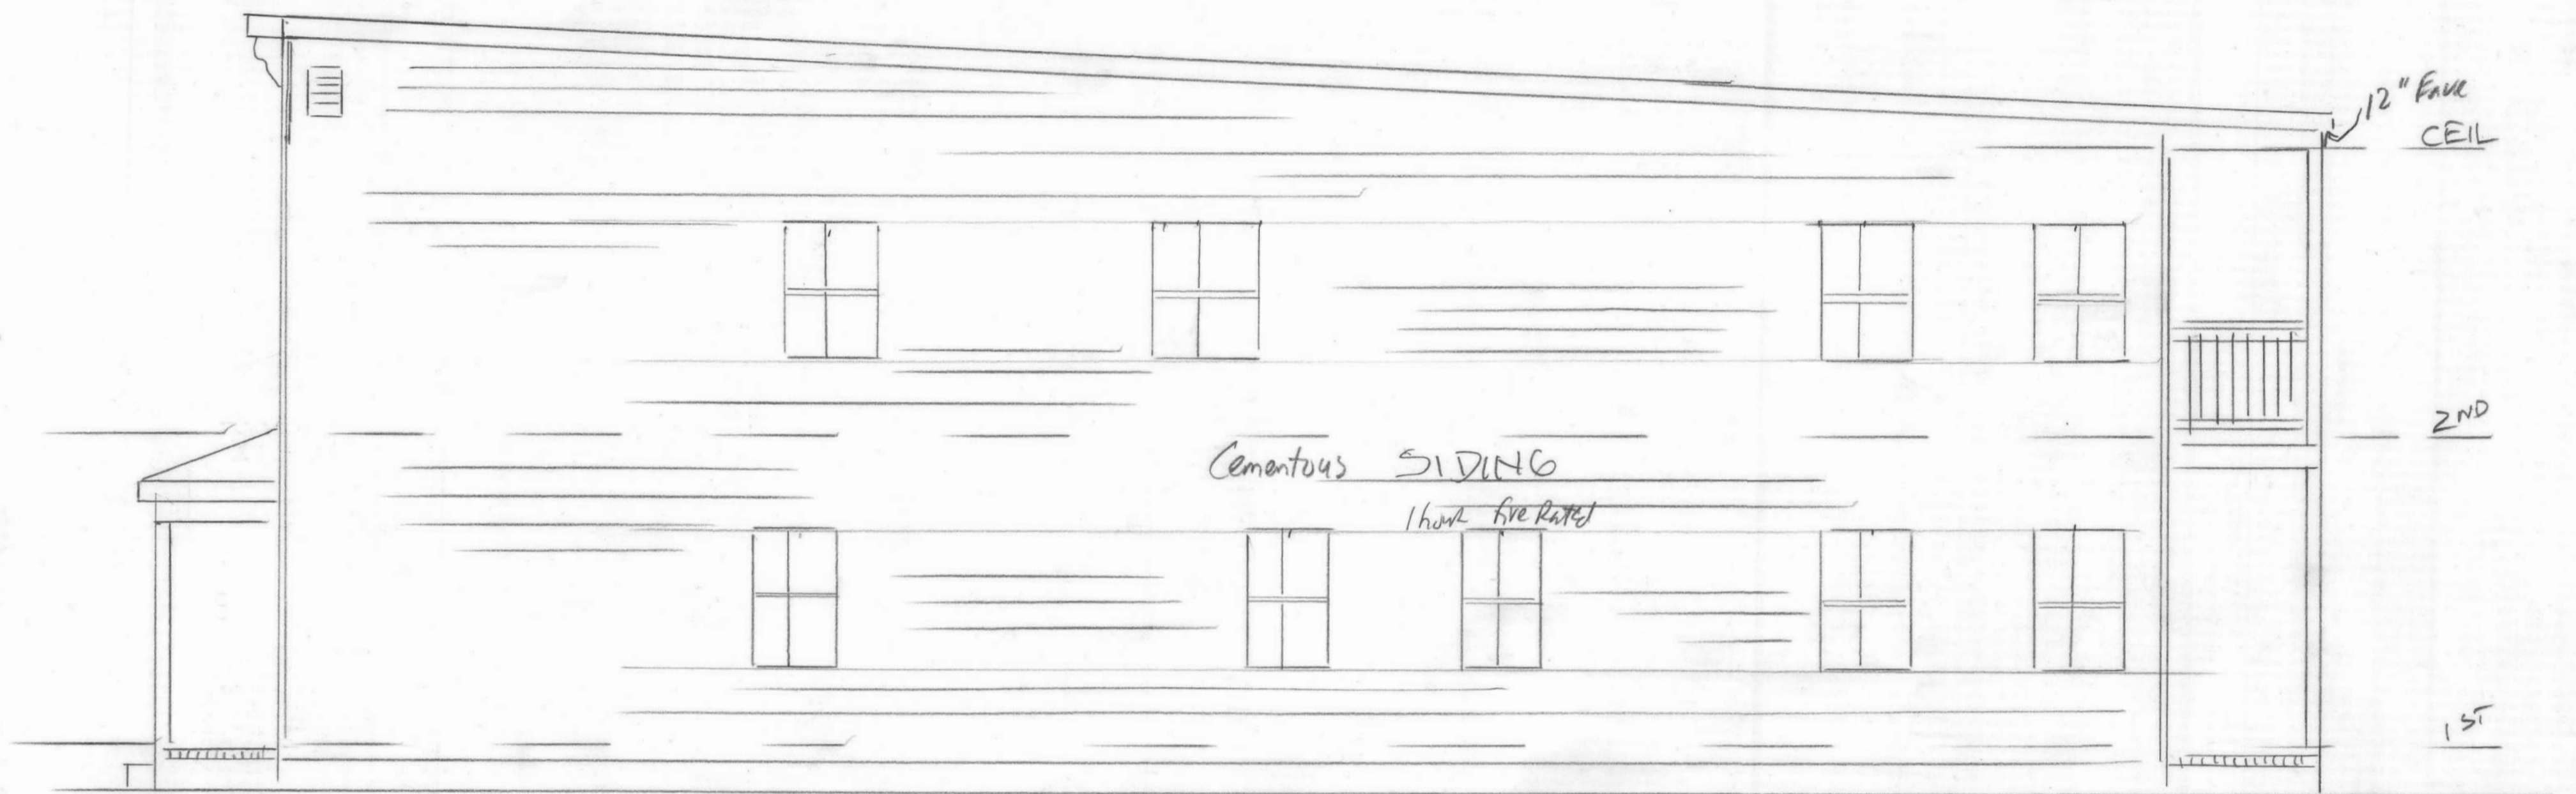 12" Eave
CEIL
2ND
Cementous SIDING
1 hour fire Rated
1ST